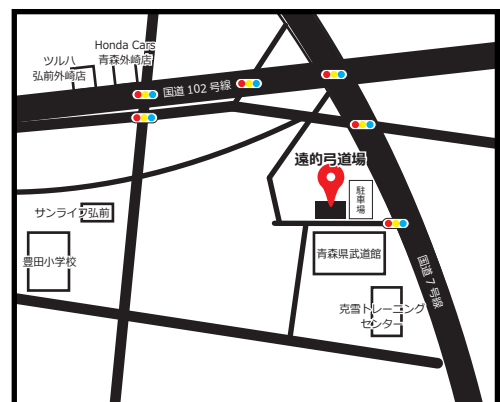 Honda Cars
青森外崎店
ツルハ
弘前外崎店
国道 102 号線
遠的弓道場
駐車場
サンライフ弘前
豊田小学校
青森県武道館
国道 7 号線
克雪トレーニング
センター